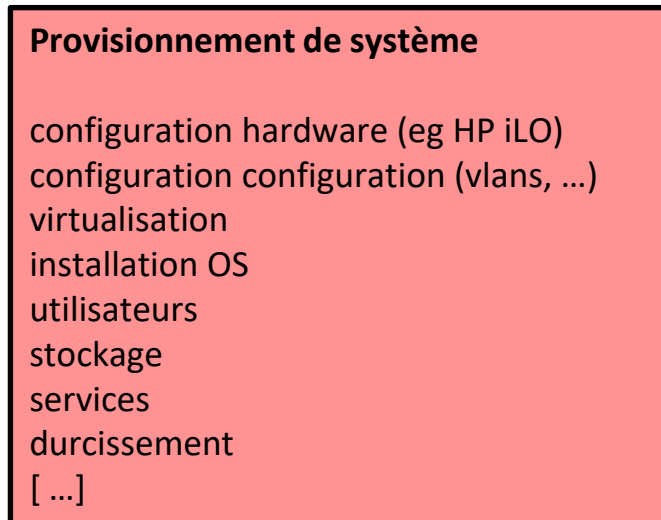 Provisionnement de système
configuration hardware (eg HP iLO)
configuration configuration (vlans, …)
virtualisation
installation OS
utilisateurs
stockage
services
durcissement
[ …]